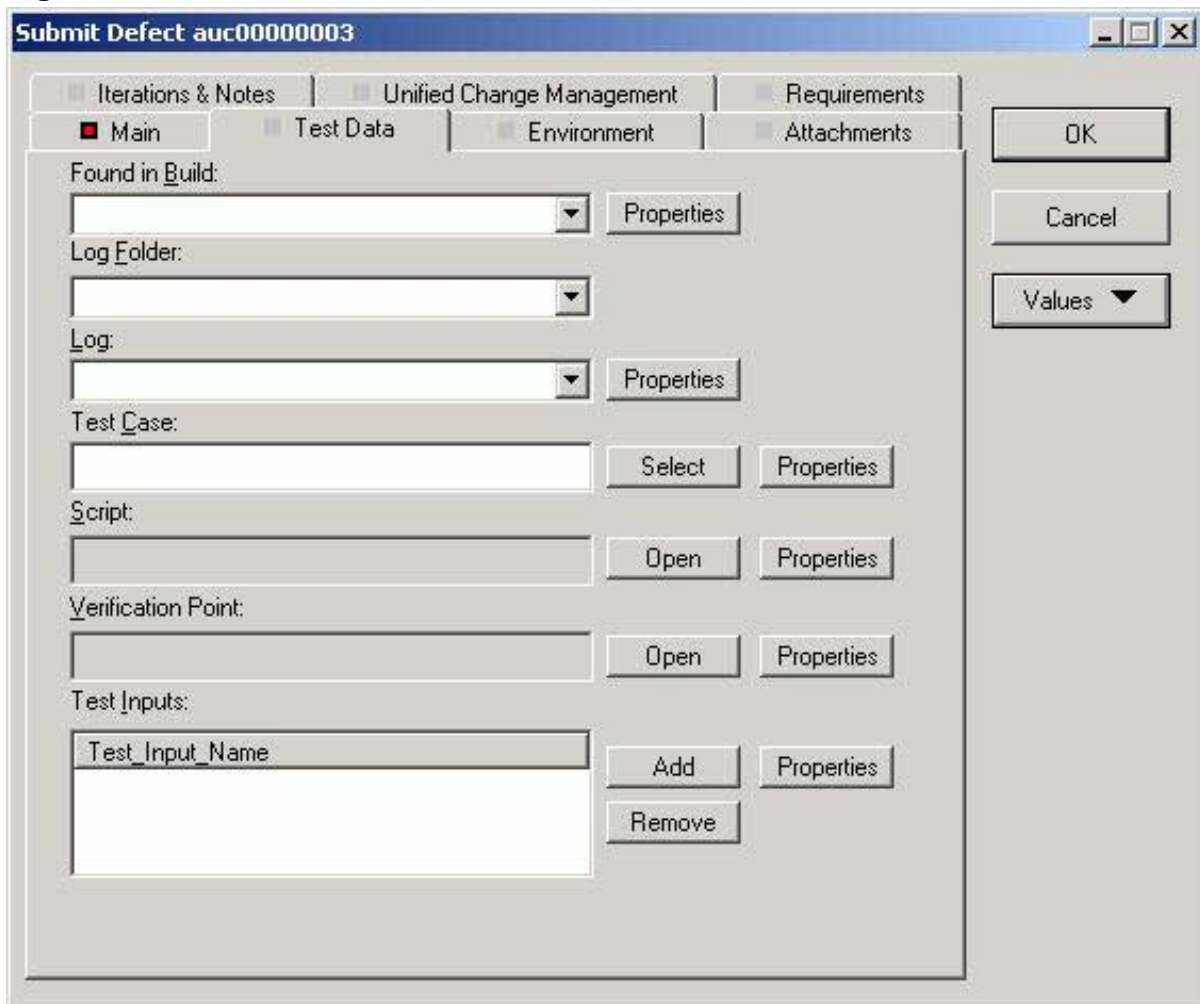 Submit Defect auc00000003
Iterations & Notes Unified Change Management Requirements
Main Test Data Environment Attachments
OK
Found in Build:
Properties
Cancel
Log Folder:
Values
Log:
Properties
Test Case:
Select Properties
Script:
Open Properties
Verification Point:
Open Properties
Test Inputs:
Test_Input_Name
Add Properties
Remove